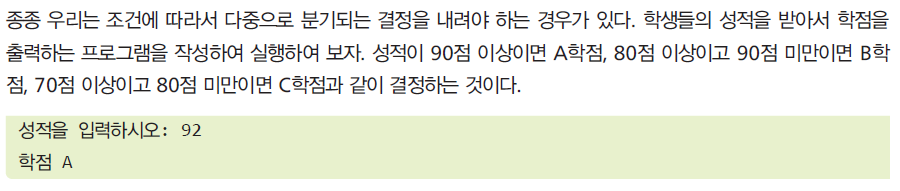 종종 우리는 조건에 따라서 다중으로 분기되는 결정을 내려야 하는 경우가 있다. 학생들의 성적을 받아서 학점을
출력하는 프로그램을 작성하여 실행하여 보자. 성적이 90점 이상이면 A학점, 80점 이상이고 90점 미만이면 B학
점, 70점 이상이고 80점 미만이면 C학점과 같이 결정하는 것이다.
성적을 입력하시오: 92
학점 A